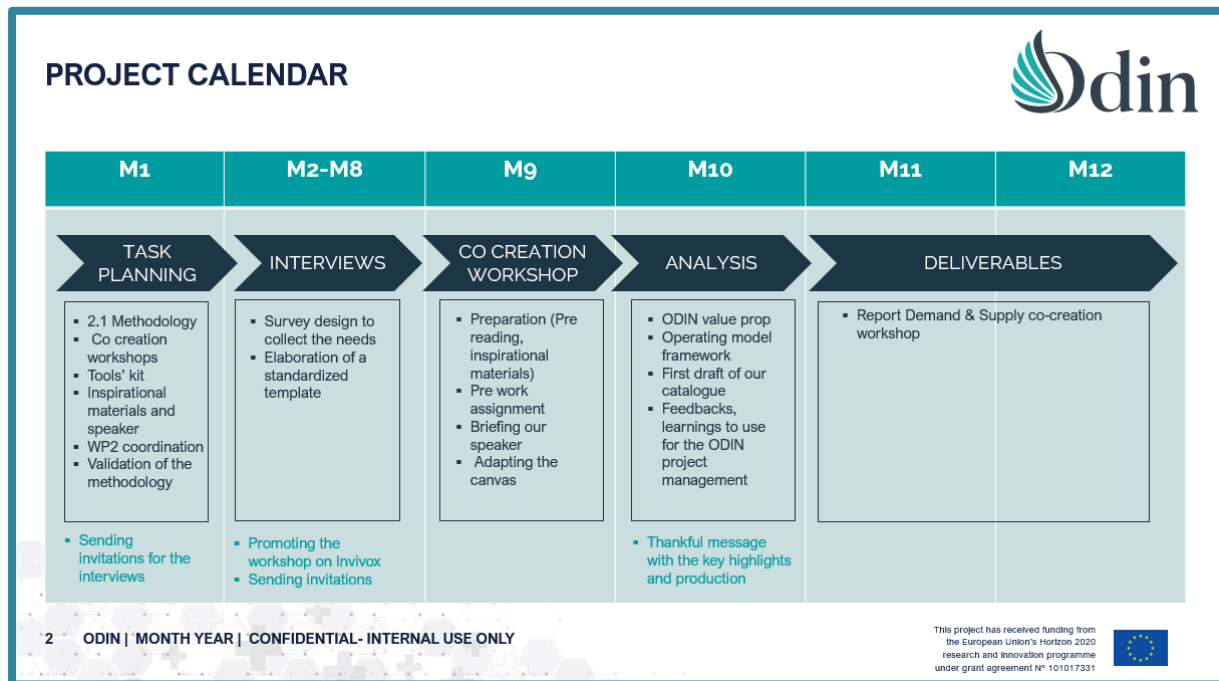 PROJECT CALENDAR
Odin
M1
M2-M8
M9
M10
M11
M12
TASK
PLANNING
INTERVIEWS
CO CREATION
WORKSHOP
ANALYSIS
DELIVERABLES
▪ 2.1 Methodology
▪ Co creation
workshops
▪ Tools' kit
▪ Inspirational
materials and
speaker
▪ WP2 coordination
▪ Validation of the
methodology
▪ Survey design to
collect the needs
▪ Elaboration of a
standardized
template
▪ Preparation (Pre
reading,
inspirational
materials)
▪ Pre work
assignment
▪ Briefing our
speaker
▪ Adapting the
canvas
▪ ODIN value prop
▪ Operating model
framework
▪ First draft of our
catalogue
▪ Feedbacks,
learnings to use
for the ODIN
project
management
▪ Report Demand & Supply co-creation
workshop
▪ Sending
invitations for the
interviews
▪ Promoting the
workshop on Invivox
▪ Sending invitations
▪ Thankful message
with the key highlights
and production
2 ODIN | MONTH YEAR | CONFIDENTIAL- INTERNAL USE ONLY
This project has received funding from
the European Union's Horizon 2020
research and innovation programme
under grant agreement Nº 101017331